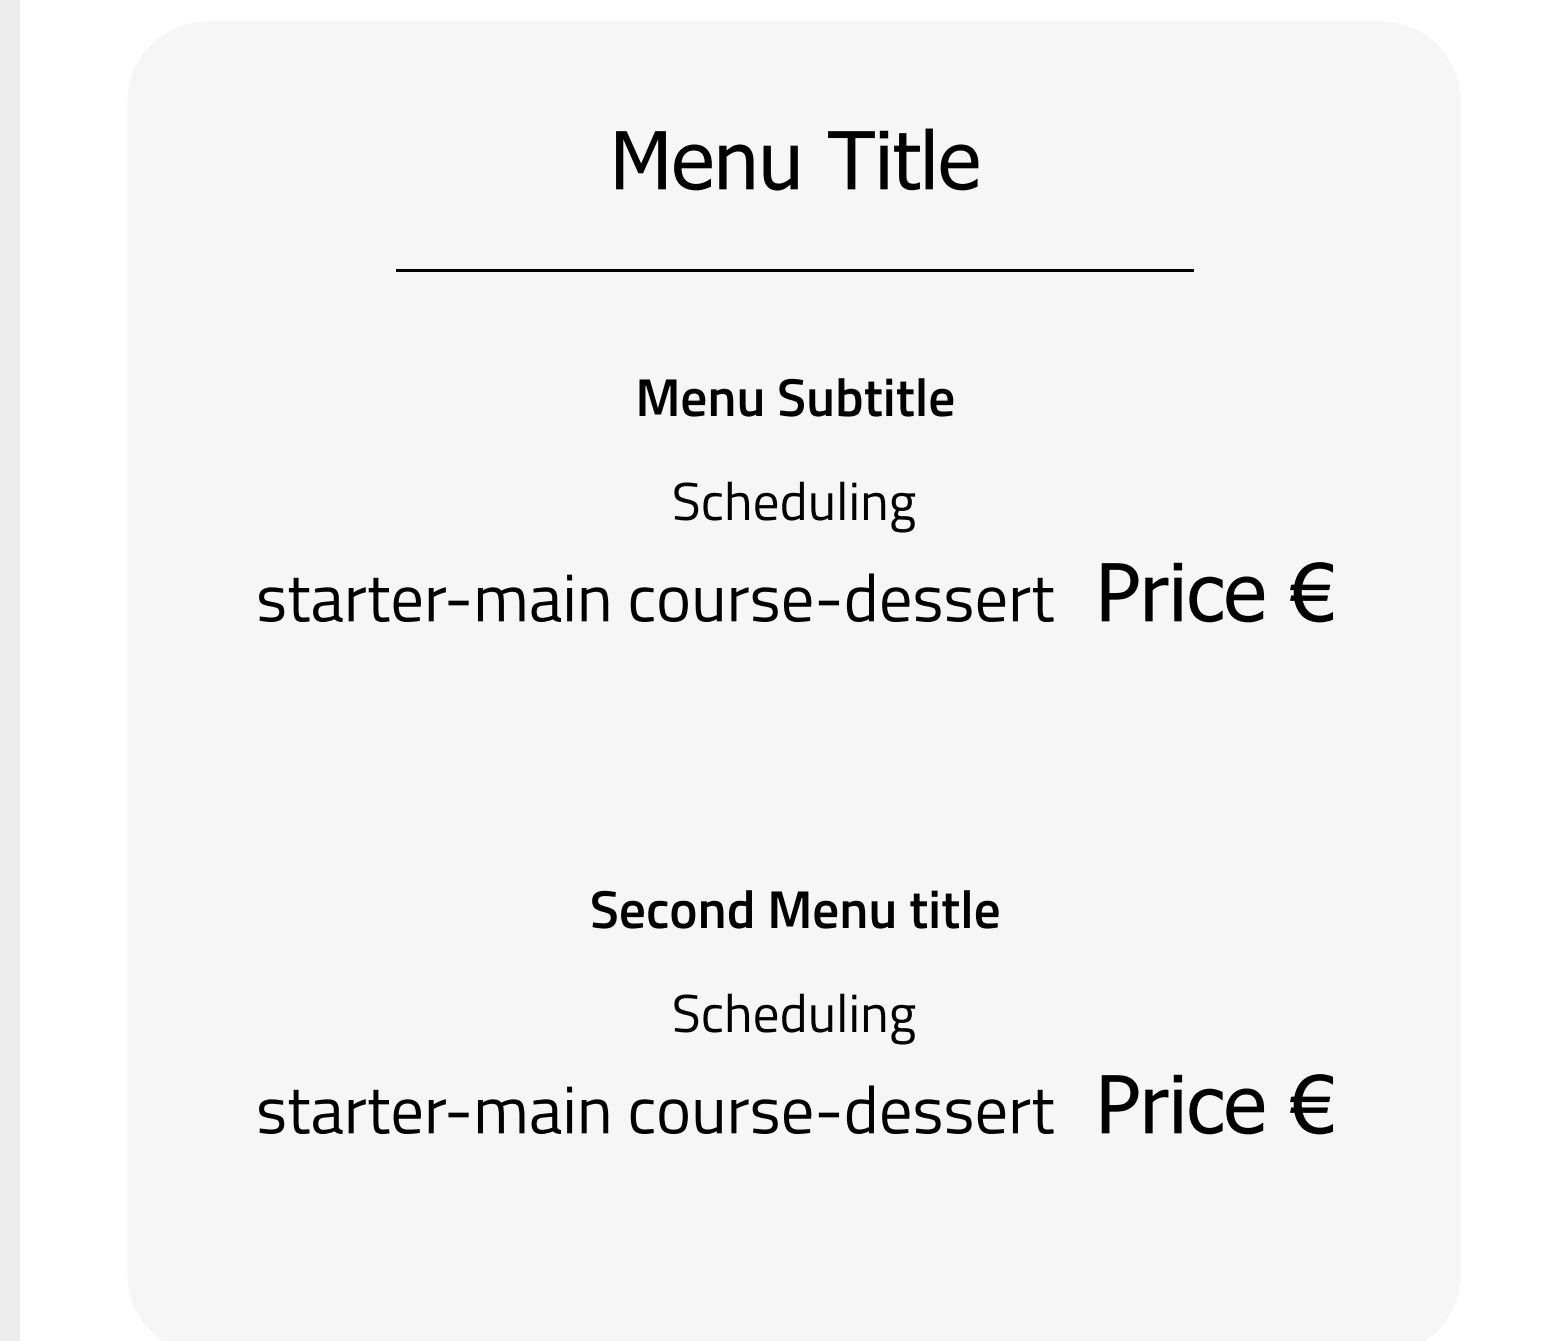 Menu Title
Menu Subtitle
Scheduling
starter-main course-dessert Price €
Second Menu title
Scheduling
starter-main course-dessert Price €